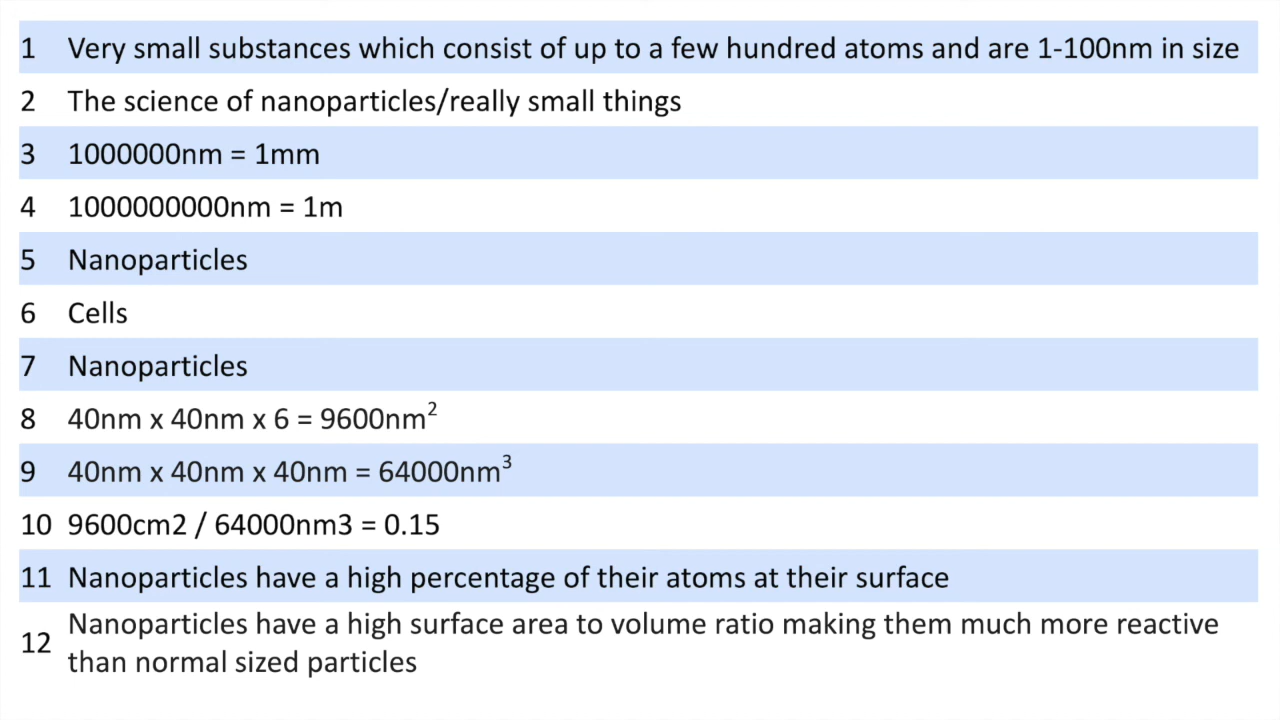 1 Very small substances which consist of up to a few hundred atoms and are 1-100nm in size
2 The science of nanoparticles/really small things
3 1000000nm = 1mm
4 1000000000nm = 1m
5 Nanoparticles
6 Cells
7 Nanoparticles
8 40nm x 40nm x 6 = 9600nm²
9 40nm x 40nm x 40nm = 64000nm³
10 9600cm2 / 64000nm3 = 0.15
11 Nanoparticles have a high percentage of their atoms at their surface
12 Nanoparticles have a high surface area to volume ratio making them much more reactive
than normal sized particles